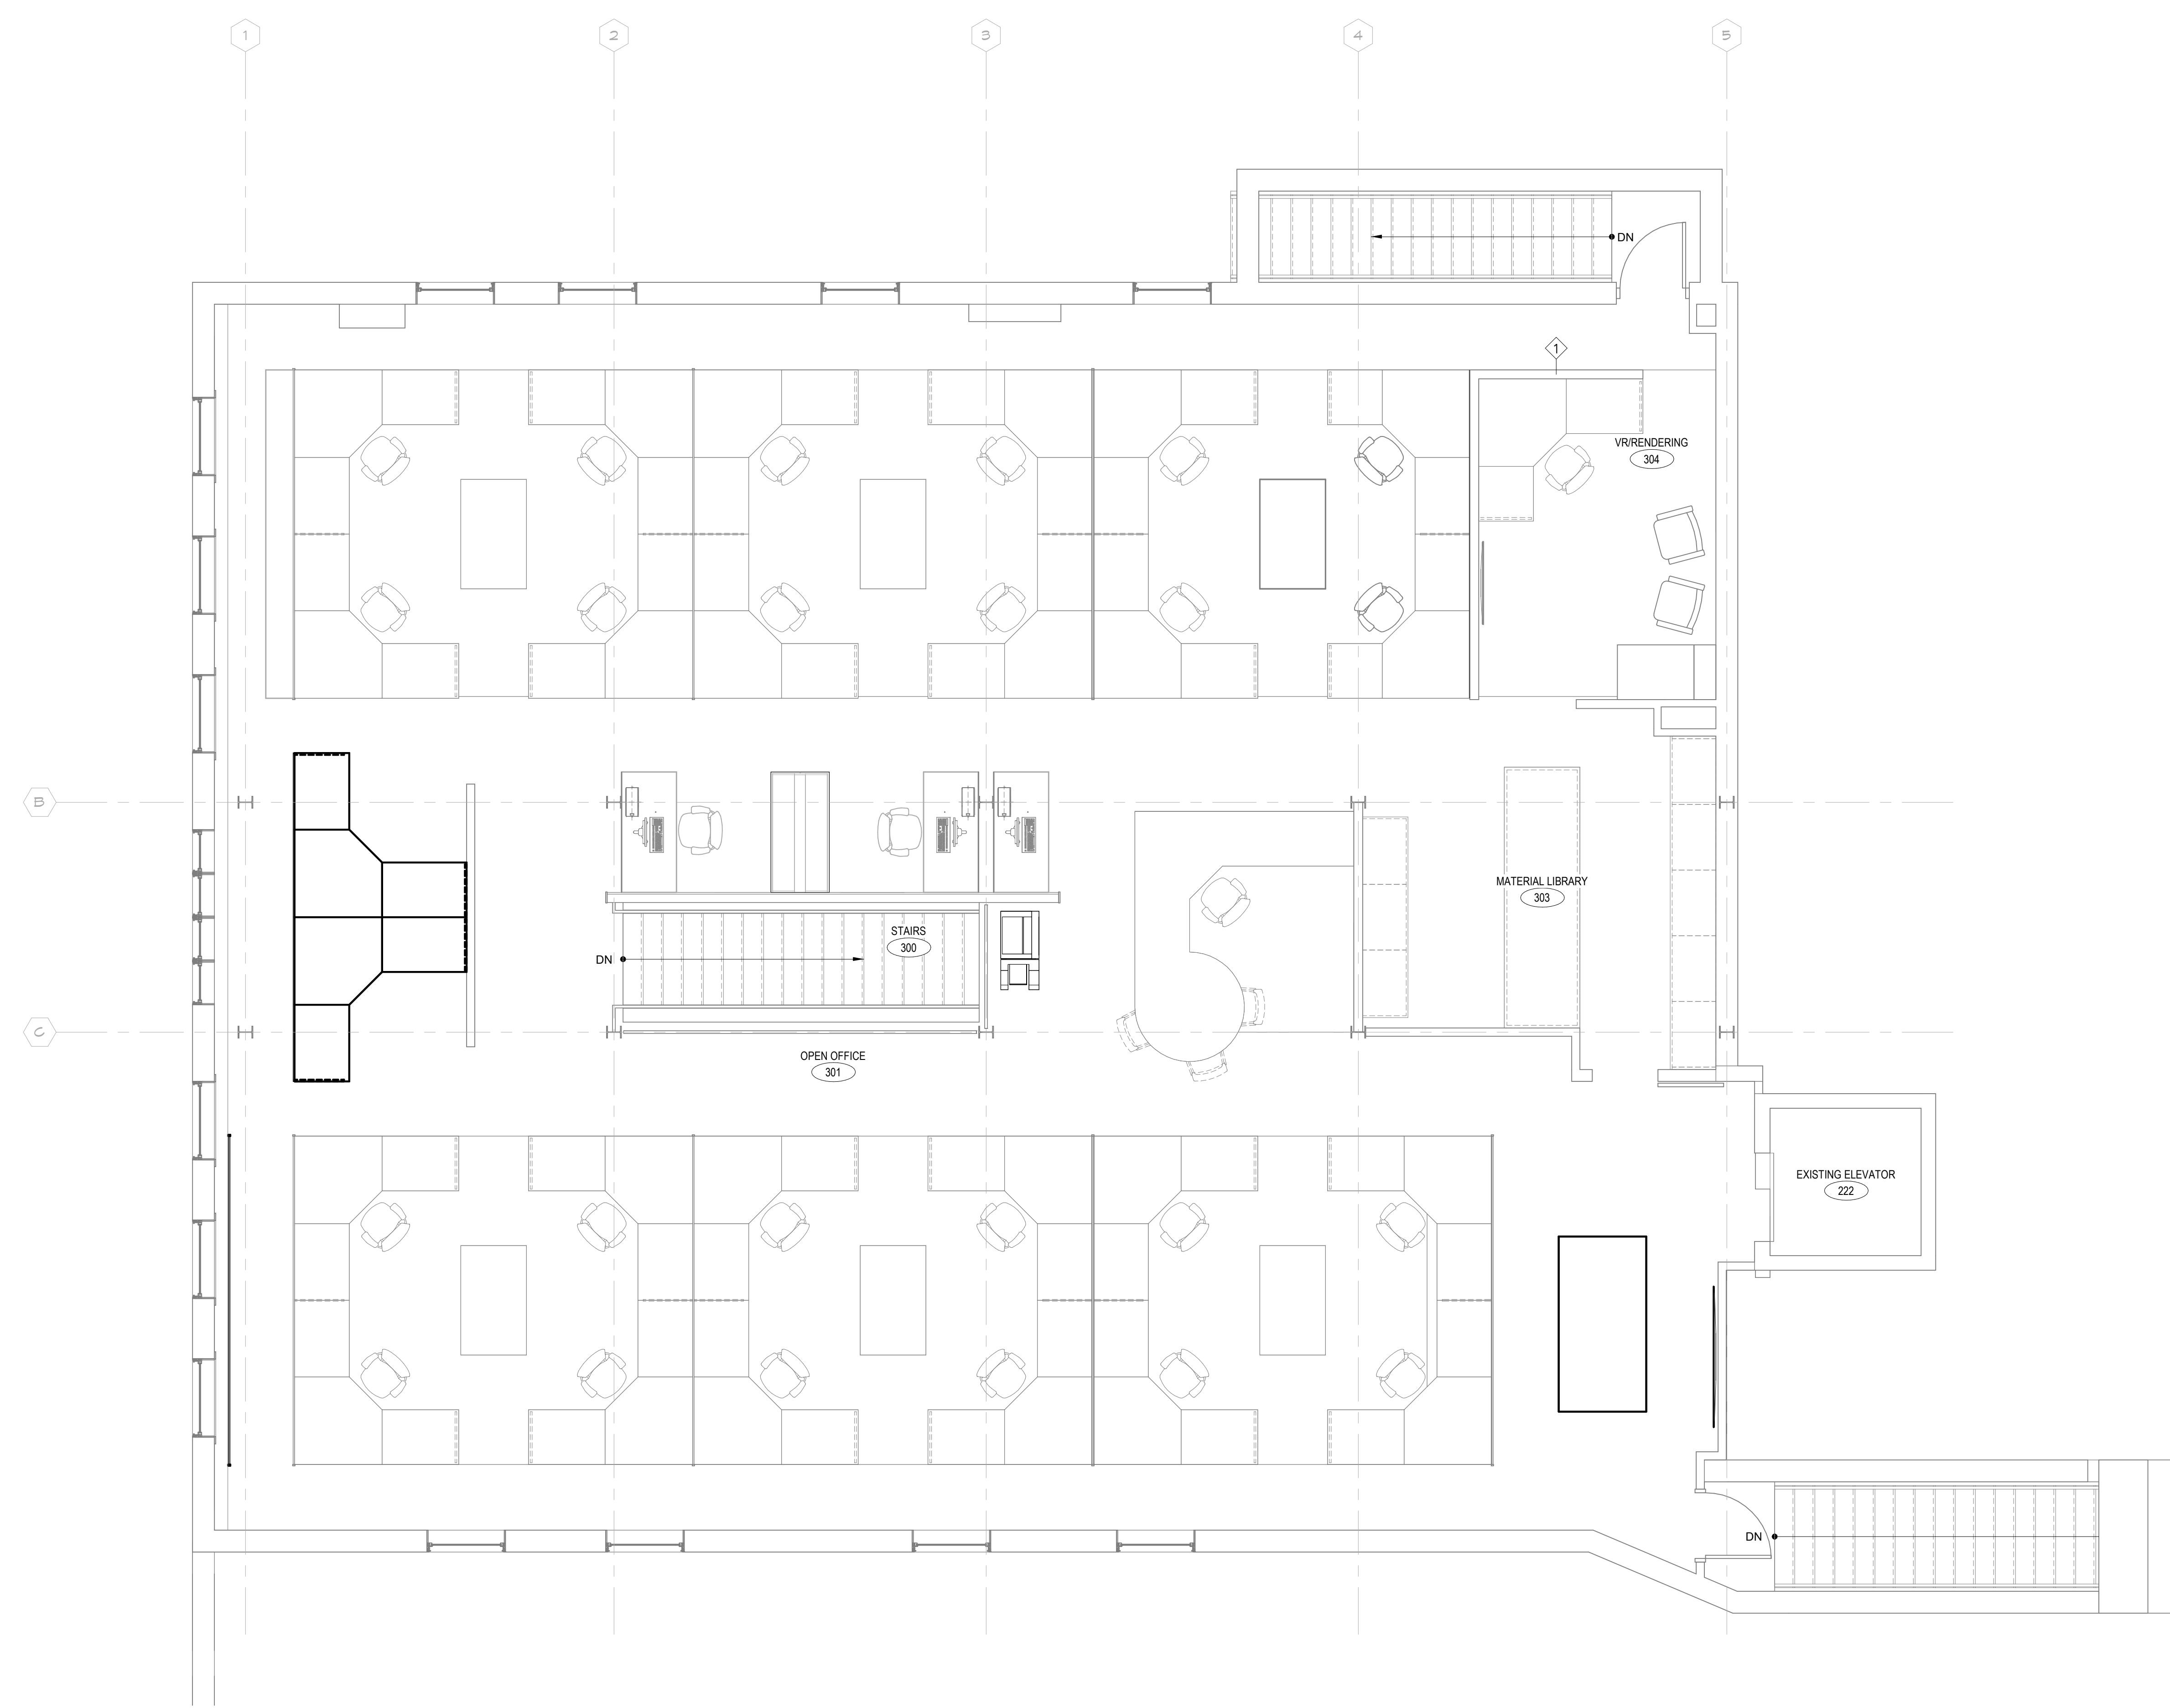 1
2
3
4
5
DN
1
VR/RENDERING
304
B
MATERIAL LIBRARY
303
STAIRS
300
DN
C
OPEN OFFICE
301
EXISTING ELEVATOR
222
DN